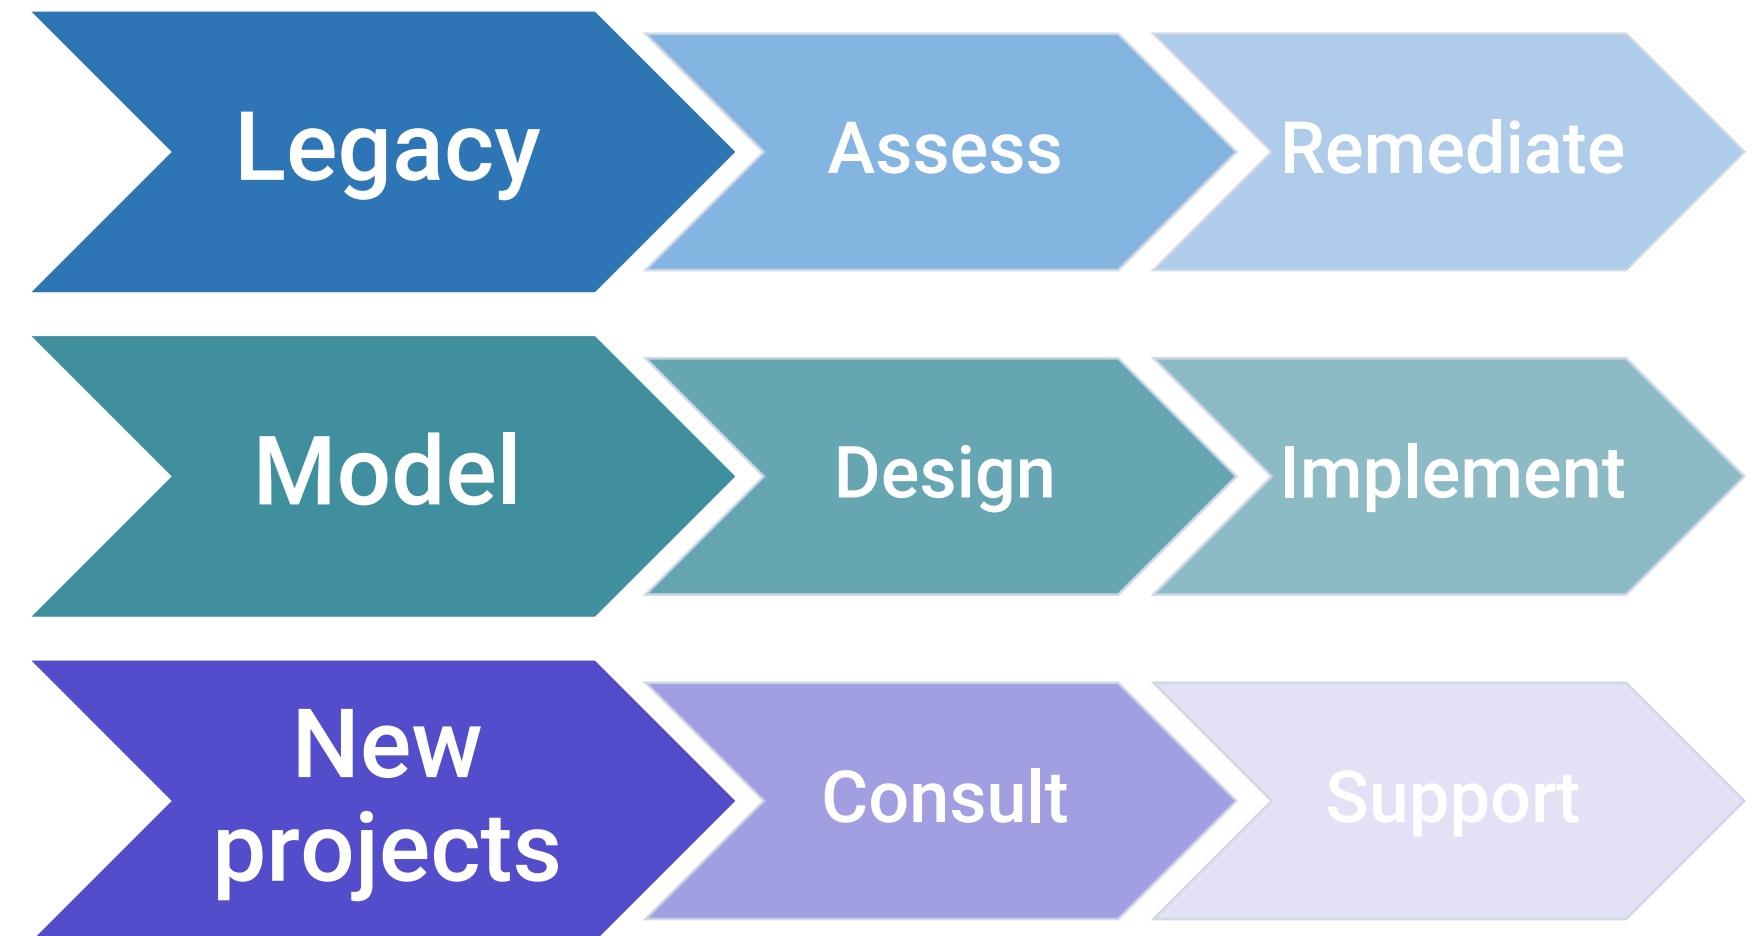 Legacy
Assess
Remediate
Model
Design
Implement
New
projects
Consult
Support